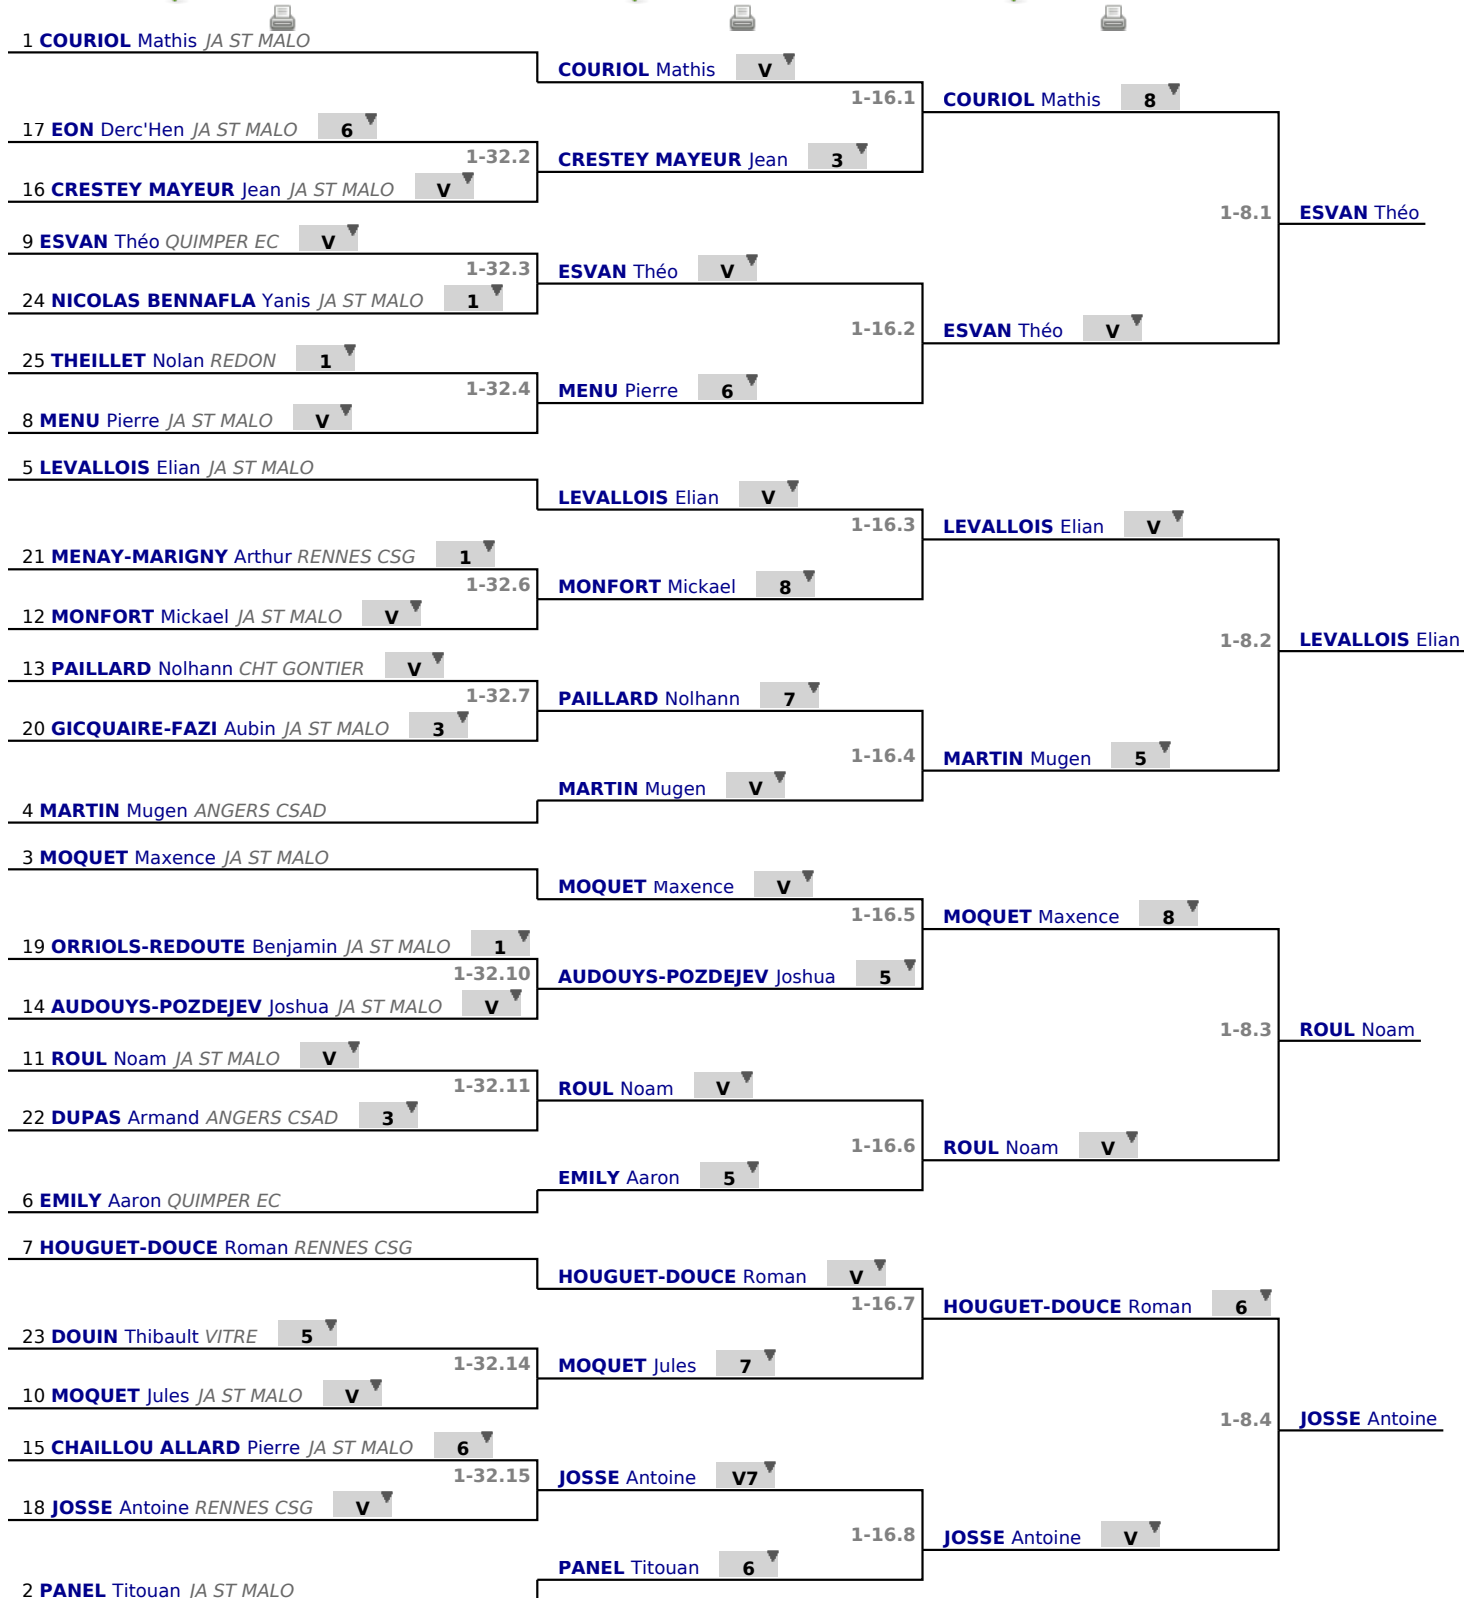 1 COURIOL Mathis JA ST MALO
COURIOL Mathis V
1-16.1
COURIOL Mathis 8
17 EON Derc'Hen JA ST MALO 6
1-32.2
CRESTEY MAYEUR Jean 3
16 CRESTEY MAYEUR Jean JA ST MALO V
1-8.1
ESVAN Théo
9 ESVAN Théo QUIMPER EC V
1-32.3
ESVAN Théo V
24 NICOLAS BENNAFLA Yanis JA ST MALO 1
1-16.2
ESVAN Théo V
25 THEILLET Nolan REDON 1
1-32.4
MENU Pierre 6
8 MENU Pierre JA ST MALO V
5 LEVALLOIS Elian JA ST MALO
LEVALLOIS Elian V
1-16.3
LEVALLOIS Elian V
21 MENAY-MARIGNY Arthur RENNES CSG 1
1-32.6
MONFORT Mickael 8
12 MONFORT Mickael JA ST MALO V
1-8.2
LEVALLOIS Elian
13 PAILLARD Nolhann CHT GONTIER V
1-32.7
PAILLARD Nolhann 7
20 GICQUAIRE-FAZI Aubin JA ST MALO 3
1-16.4
MARTIN Mugen 5
MARTIN Mugen V
4 MARTIN Mugen ANGERS CSAD
3 MOQUET Maxence JA ST MALO
MOQUET Maxence V
1-16.5
MOQUET Maxence 8
19 ORRIOLS-REDOUTE Benjamin JA ST MALO 1
1-32.10
AUDOUYS-POZDEJEV Joshua 5
14 AUDOUYS-POZDEJEV Joshua JA ST MALO V
1-8.3
ROUL Noam
11 ROUL Noam JA ST MALO V
1-32.11
ROUL Noam V
22 DUPAS Armand ANGERS CSAD 3
1-16.6
ROUL Noam V
EMILY Aaron 5
6 EMILY Aaron QUIMPER EC
7 HOUGUET-DOUCE Roman RENNES CSG
HOUGUET-DOUCE Roman V
1-16.7
HOUGUET-DOUCE Roman 6
23 DOUIN Thibault VITRE 5
1-32.14
MOQUET Jules 7
10 MOQUET Jules JA ST MALO V
1-8.4
JOSSE Antoine
15 CHAILLOU ALLARD Pierre JA ST MALO 6
1-32.15
JOSSE Antoine V7
18 JOSSE Antoine RENNES CSG V
1-16.8
JOSSE Antoine V
PANEL Titouan 6
2 PANEL Titouan JA ST MALO